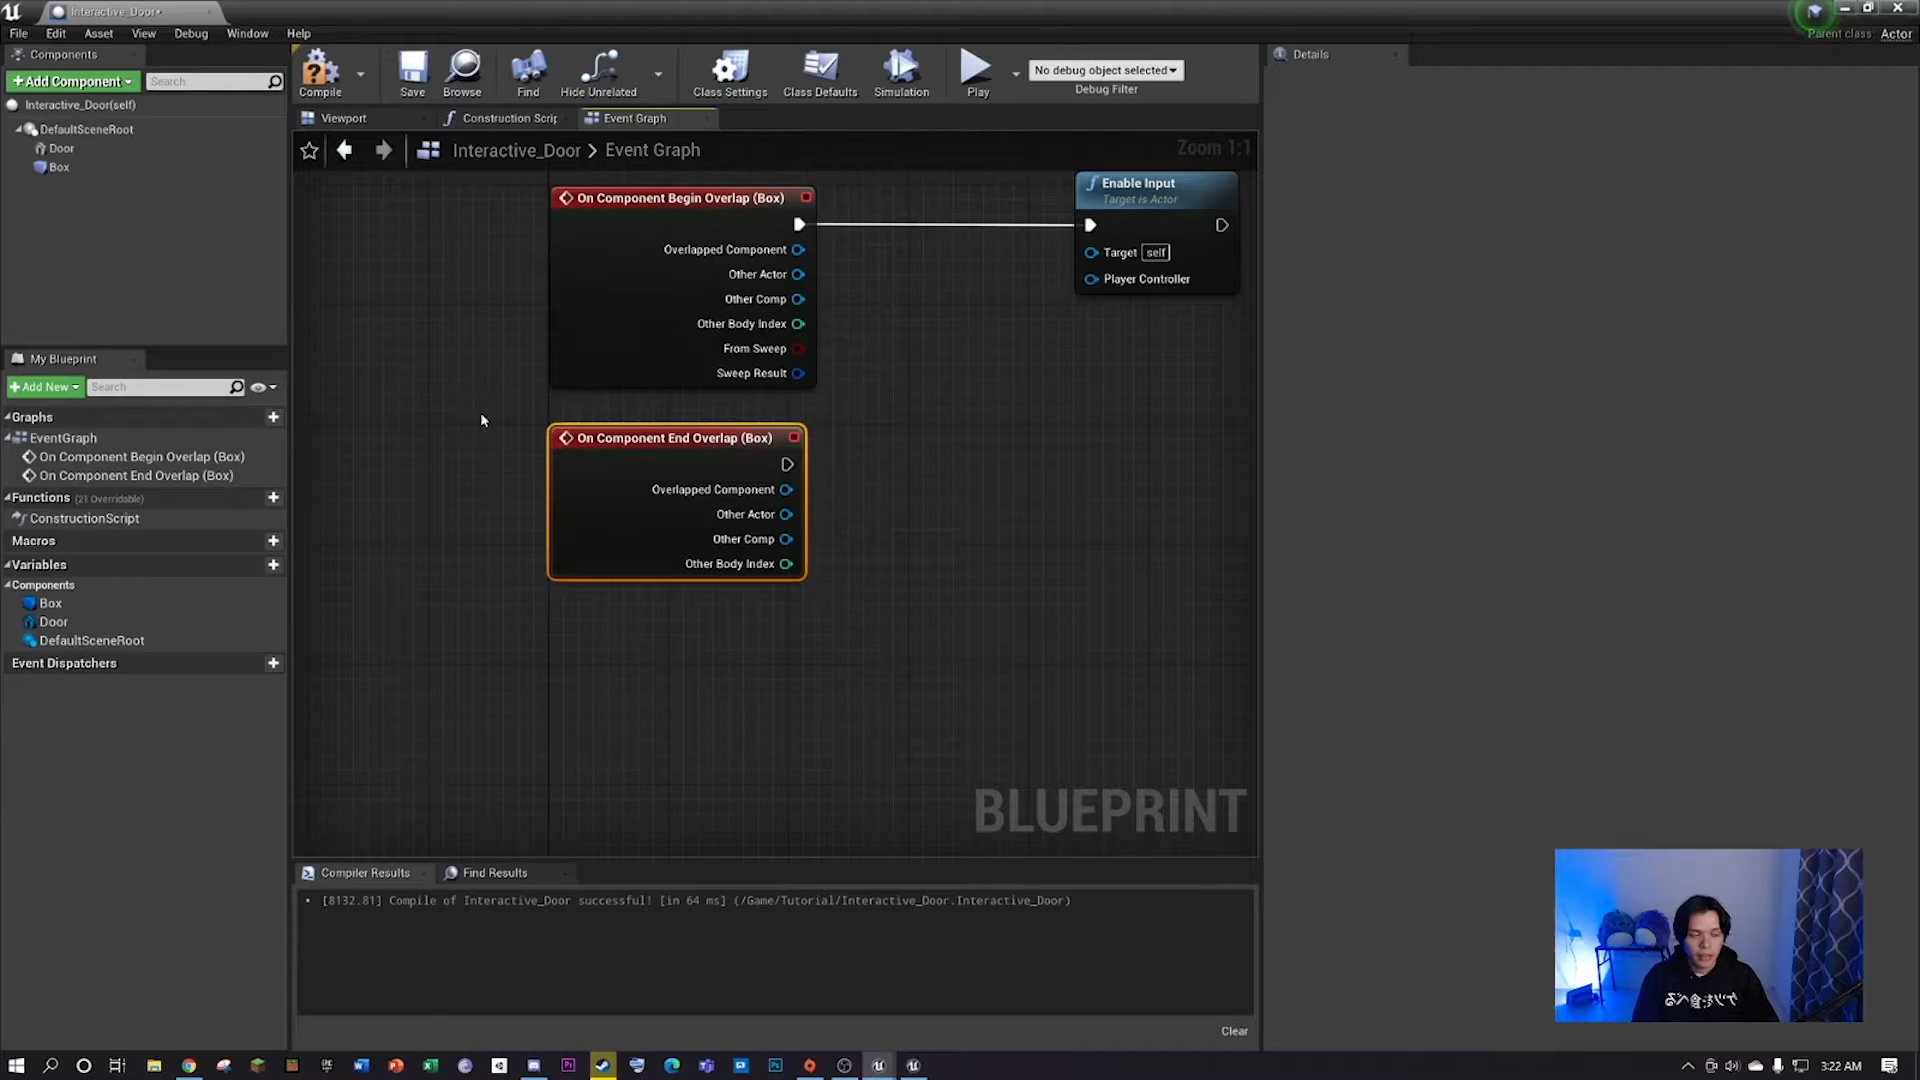 Interactive_Door*
File Edit Asset View Debug Window Help
Parent class: Actor
Components
+Add Component
Search
Interactive_Door(self)
DefaultSceneRoot
Door
Box
Compile
Save
Browse
Find
Hide Unrelated
Class Settings
Class Defaults
Simulation
Play
No debug object selected
Debug Filter
Details
Viewport
Construction Scrip
Event Graph
Interactive_Door > Event Graph
Zoom 1:1
On Component Begin Overlap (Box)
Overlapped Component
Other Actor
Other Comp
Other Body Index
From Sweep
Sweep Result
Enable Input
Target is Actor
Target self
Player Controller
On Component End Overlap (Box)
Overlapped Component
Other Actor
Other Comp
Other Body Index
BLUEPRINT
My Blueprint
+Add New
Search
Graphs
EventGraph
On Component Begin Overlap (Box)
On Component End Overlap (Box)
Functions (21 Overridable)
ConstructionScript
Macros
Variables
Components
Box
Door
DefaultSceneRoot
Event Dispatchers
Compiler Results
Find Results
[8132.81] Compile of Interactive_Door successful! [in 64 ms] (/Game/Tutorial/Interactive_Door.Interactive_Door)
Clear
3:22 AM